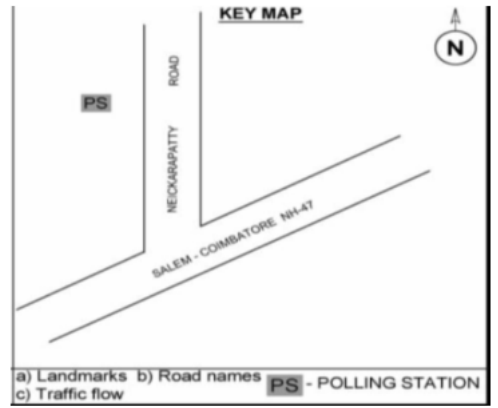 KEY MAP
N
PS
NEICKARAPATTY ROAD
SALEM - COIMBATORE NH-47
a) Landmarks b) Road names
c) Traffic flow
PS - POLLING STATION